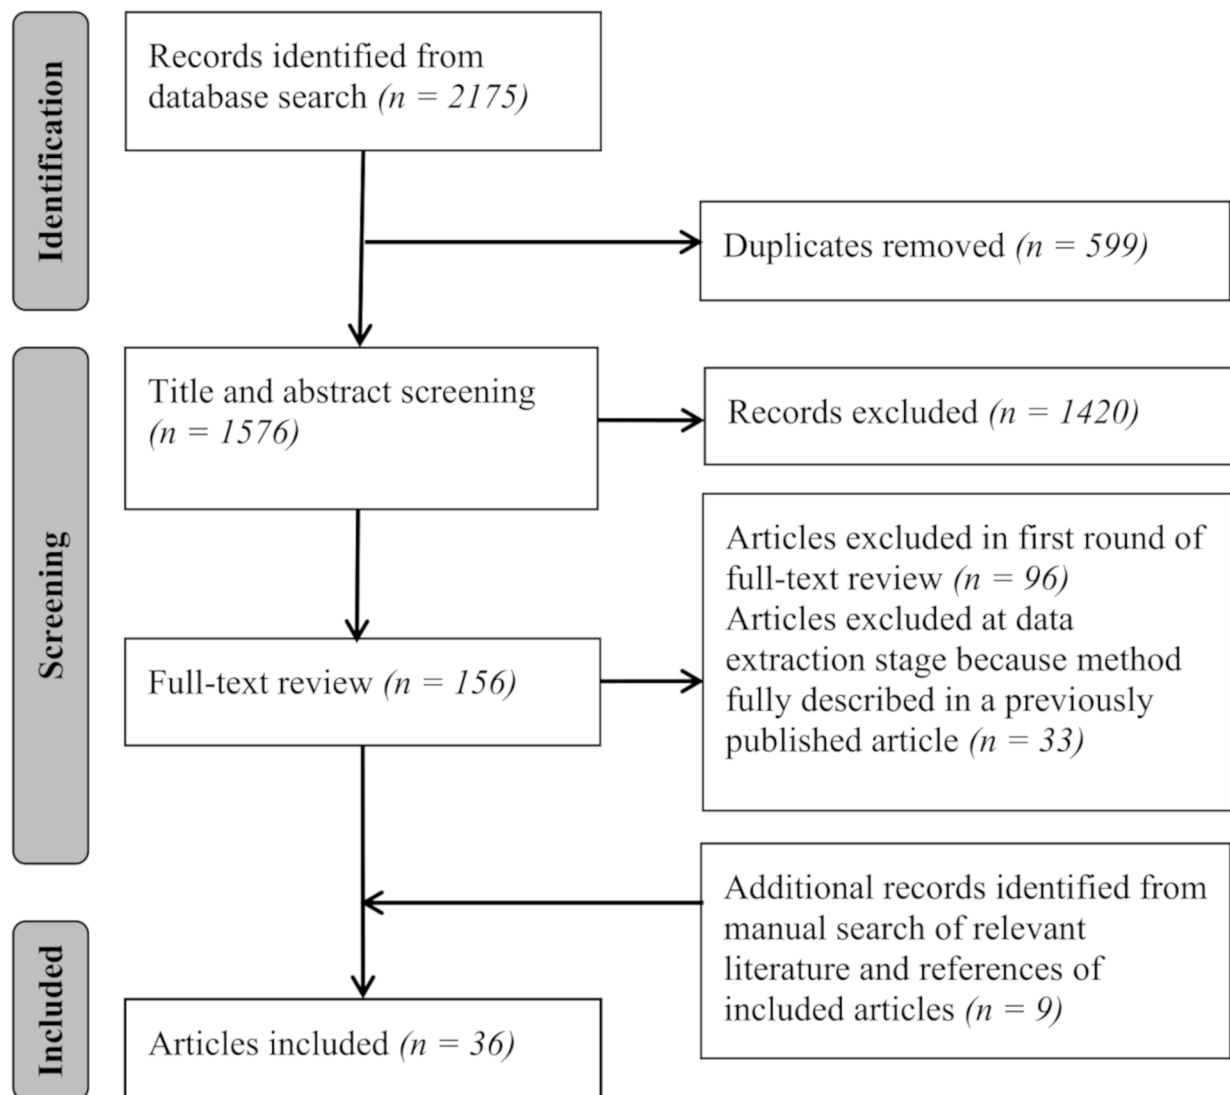 Identification
Records identified from
database search (n = 2175)
Duplicates removed (n = 599)
Screening
Title and abstract screening
(n = 1576)
Records excluded (n = 1420)
Full-text review (n = 156)
Articles excluded in first round of
full-text review (n = 96)
Articles excluded at data
extraction stage because method
fully described in a previously
published article (n = 33)
Additional records identified from
manual search of relevant
literature and references of
included articles (n = 9)
Included
Articles included (n = 36)